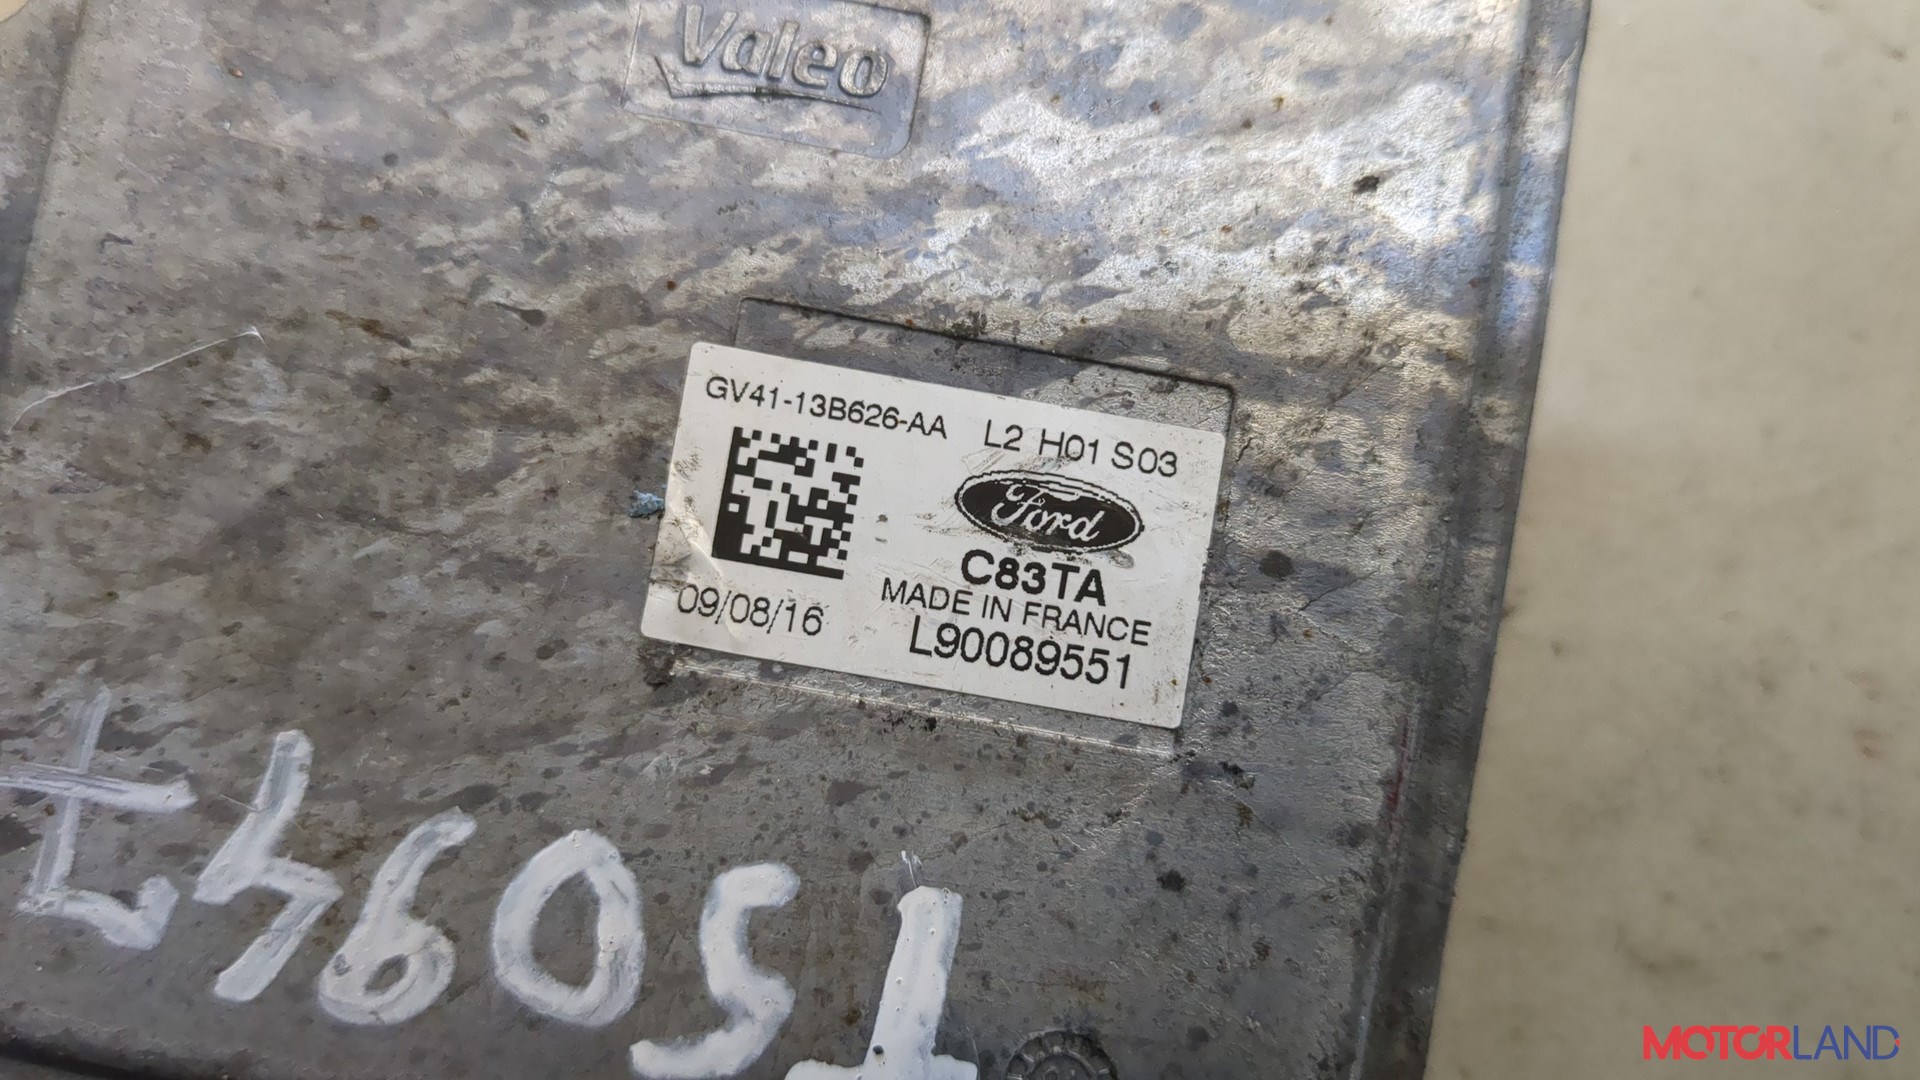 Valeo
GV41-13B626-AA L2 H01 S03
Ford
C83TA
MADE IN FRANCE
09/08/16
L90089551
MOTORLAND